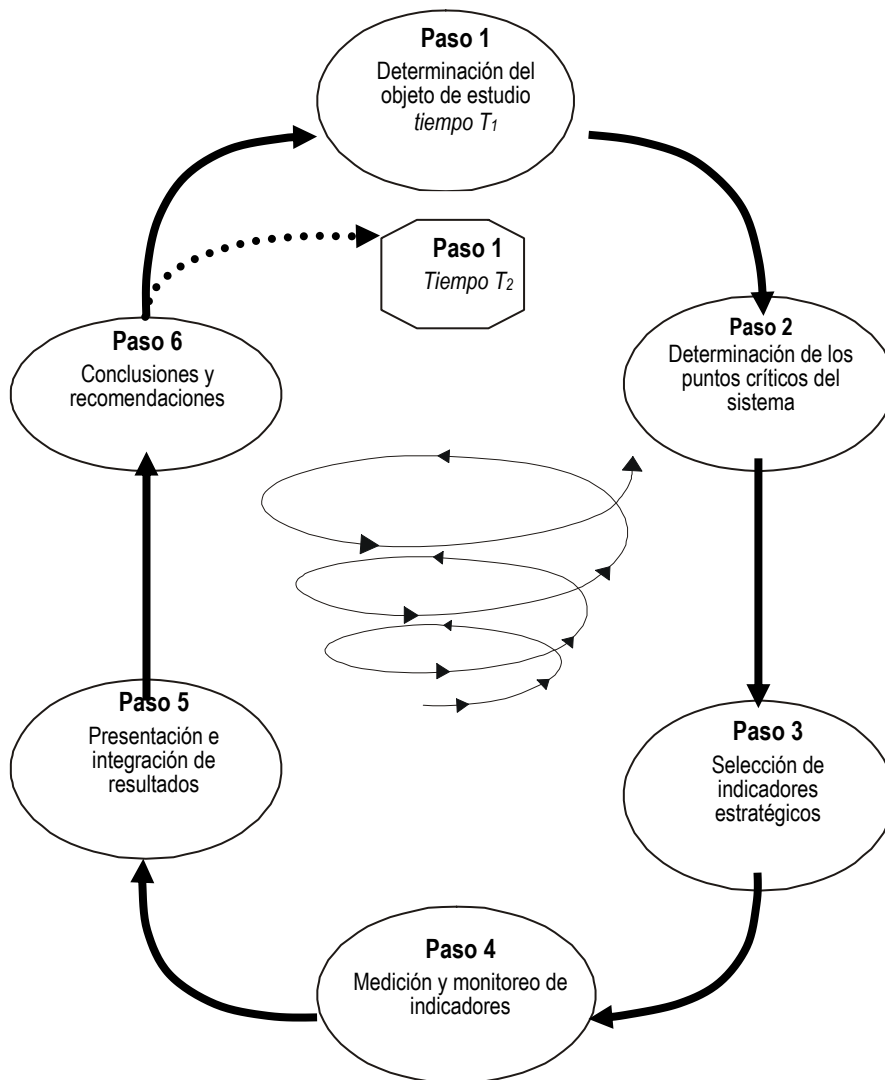 Paso 1
Determinación del
objeto de estudio
tiempo T1
Paso 1
Tiempo T2
Paso 2
Determinación de los
puntos críticos del
sistema
Paso 3
Selección de
indicadores
estratégicos
Paso 4
Medición y monitoreo de
indicadores
Paso 5
Presentación e
integración de
resultados
Paso 6
Conclusiones y
recomendaciones